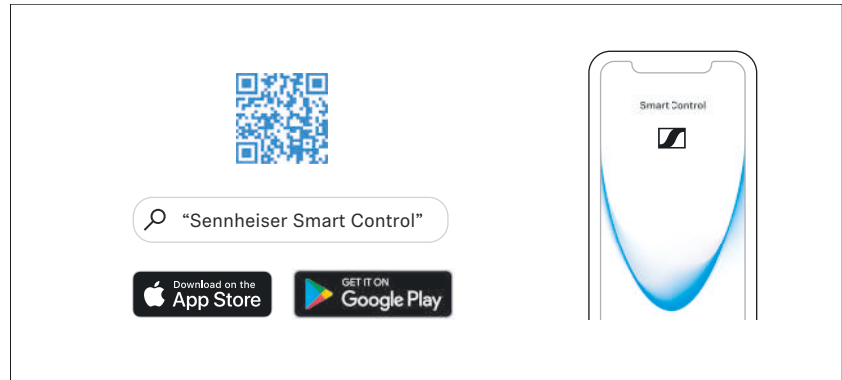 “Sennheiser Smart Control”
Download on the
App Store
GET IT ON
Google Play
Smart Control